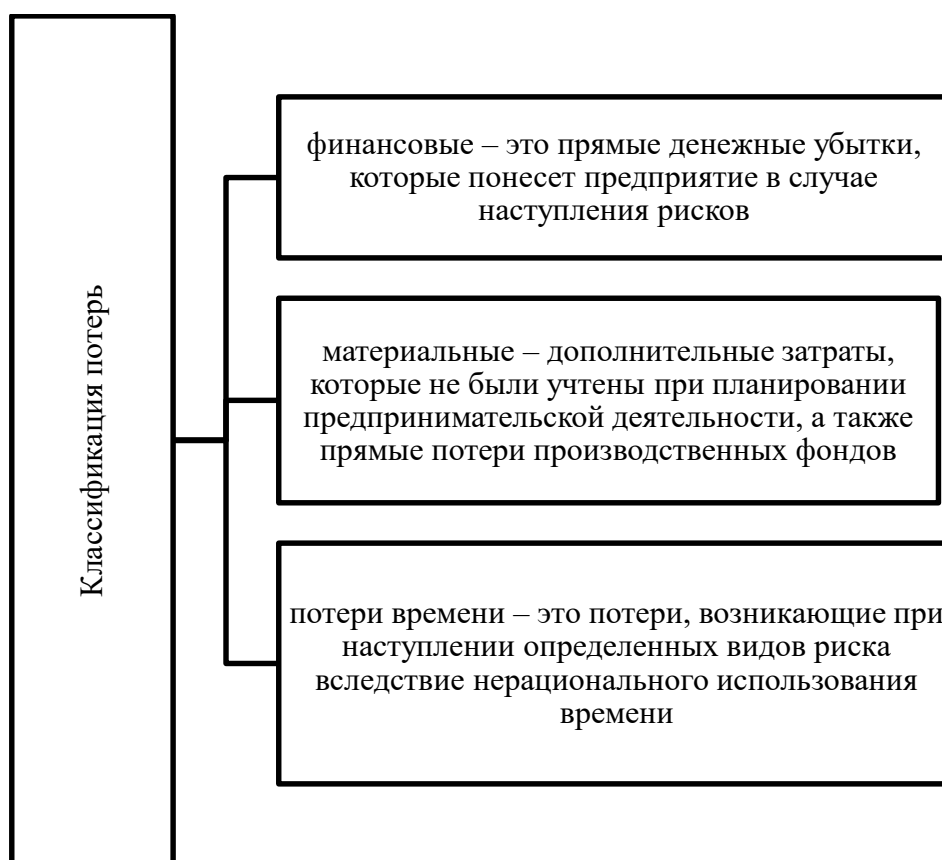 Классификация потерь
финансовые – это прямые денежные убытки,
которые понесет предприятие в случае
наступления рисков
материальные – дополнительные затраты,
которые не были учтены при планировании
предпринимательской деятельности, а также
прямые потери производственных фондов
потери времени – это потери, возникающие при
наступлении определенных видов риска
вследствие нерационального использования
времени